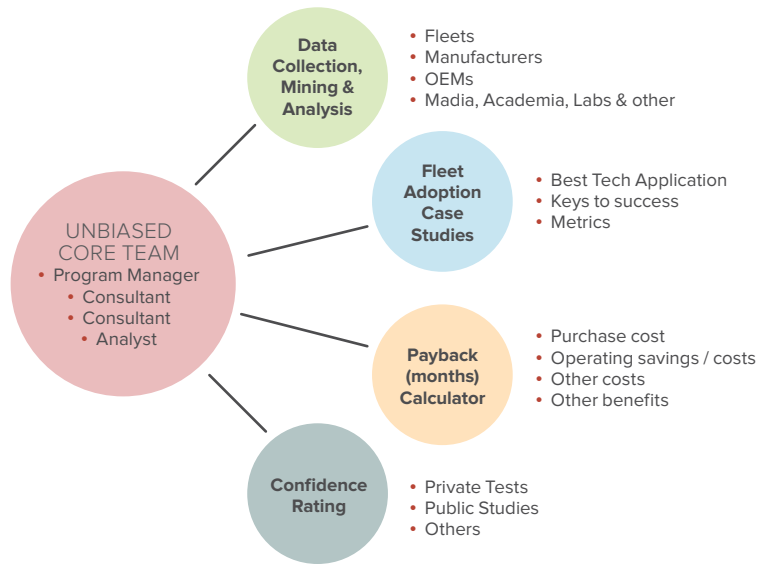 Data
Collection,
Mining &
Analysis
• Fleets
• Manufacturers
• OEMs
• Madia, Academia, Labs & other
Fleet
Adoption
Case
Studies
• Best Tech Application
• Keys to success
• Metrics
UNBIASED
CORE TEAM
• Program Manager
• Consultant
• Consultant
• Analyst
Payback
(months)
Calculator
• Purchase cost
• Operating savings / costs
• Other costs
• Other benefits
Confidence
Rating
• Private Tests
• Public Studies
• Others